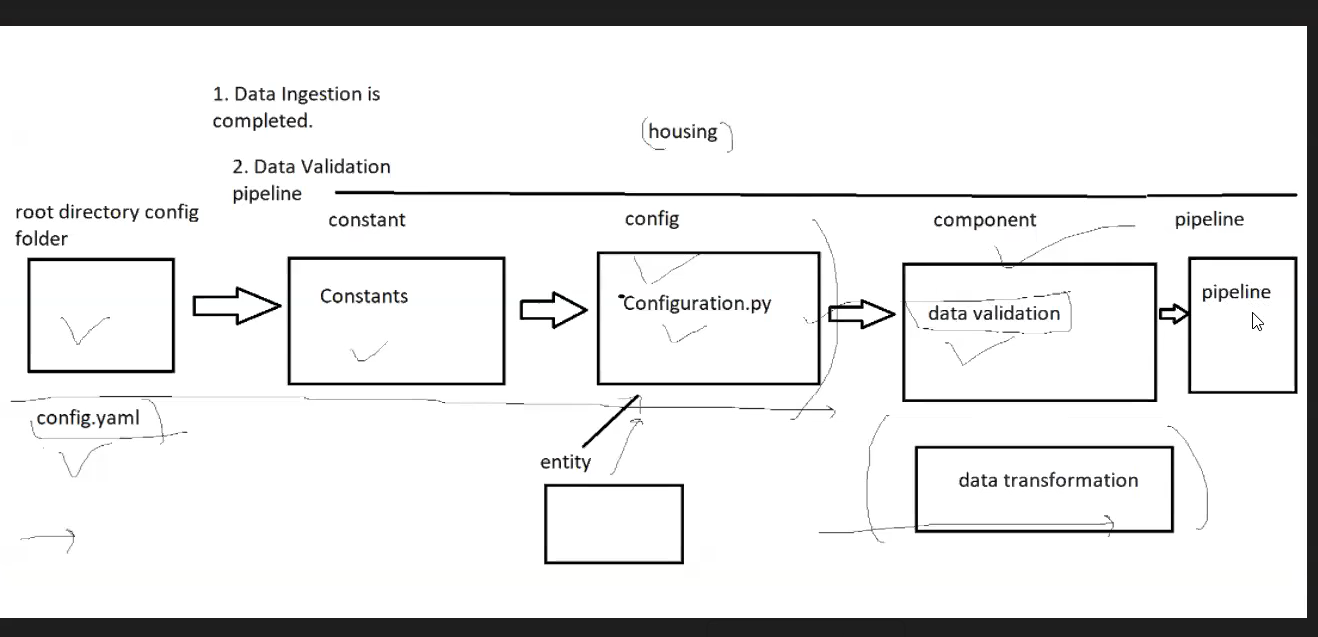 1. Data Ingestion is
completed.
(housing)
2. Data Validation
pipeline
root directory config
folder
constant
config
component
pipeline
Constants
Configuration.py
data validation
pipeline
config.yaml
entity
data transformation